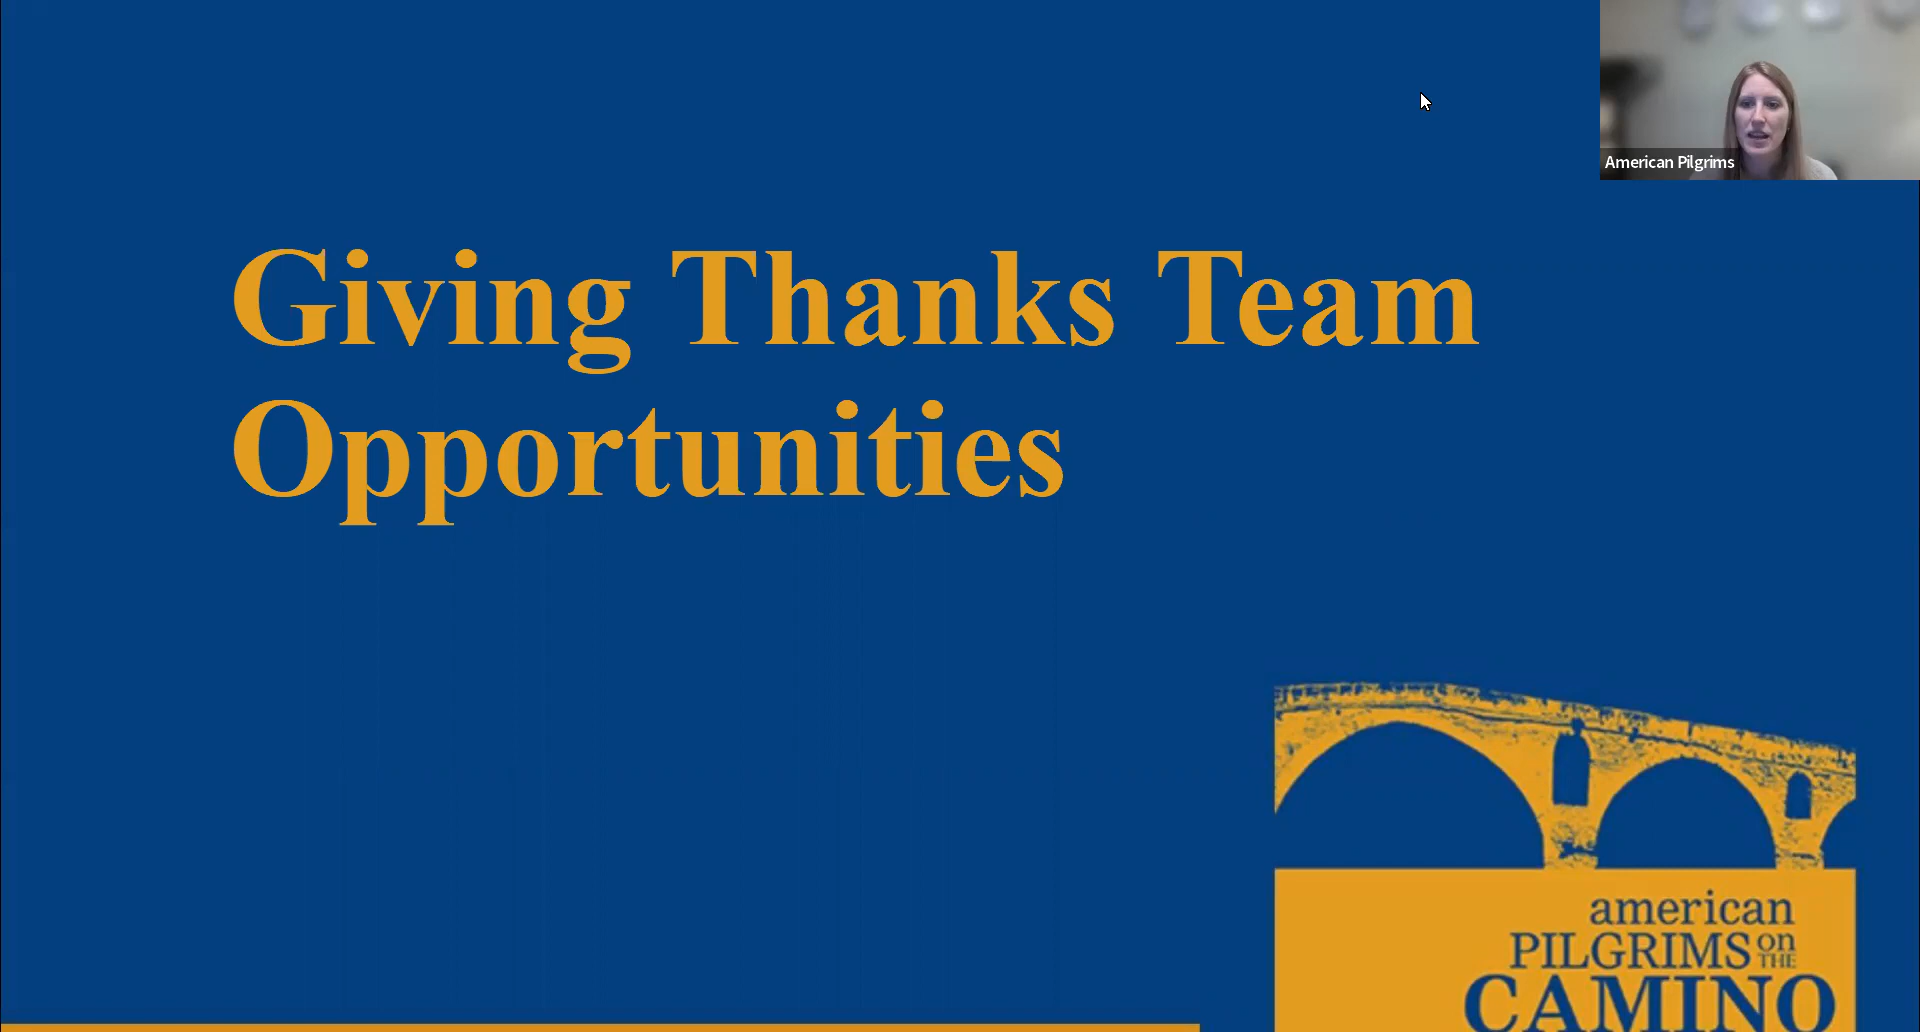 American Pilgrims
Giving Thanks Team
Opportunities
american
PILGRIMS on
THE
CAMINO